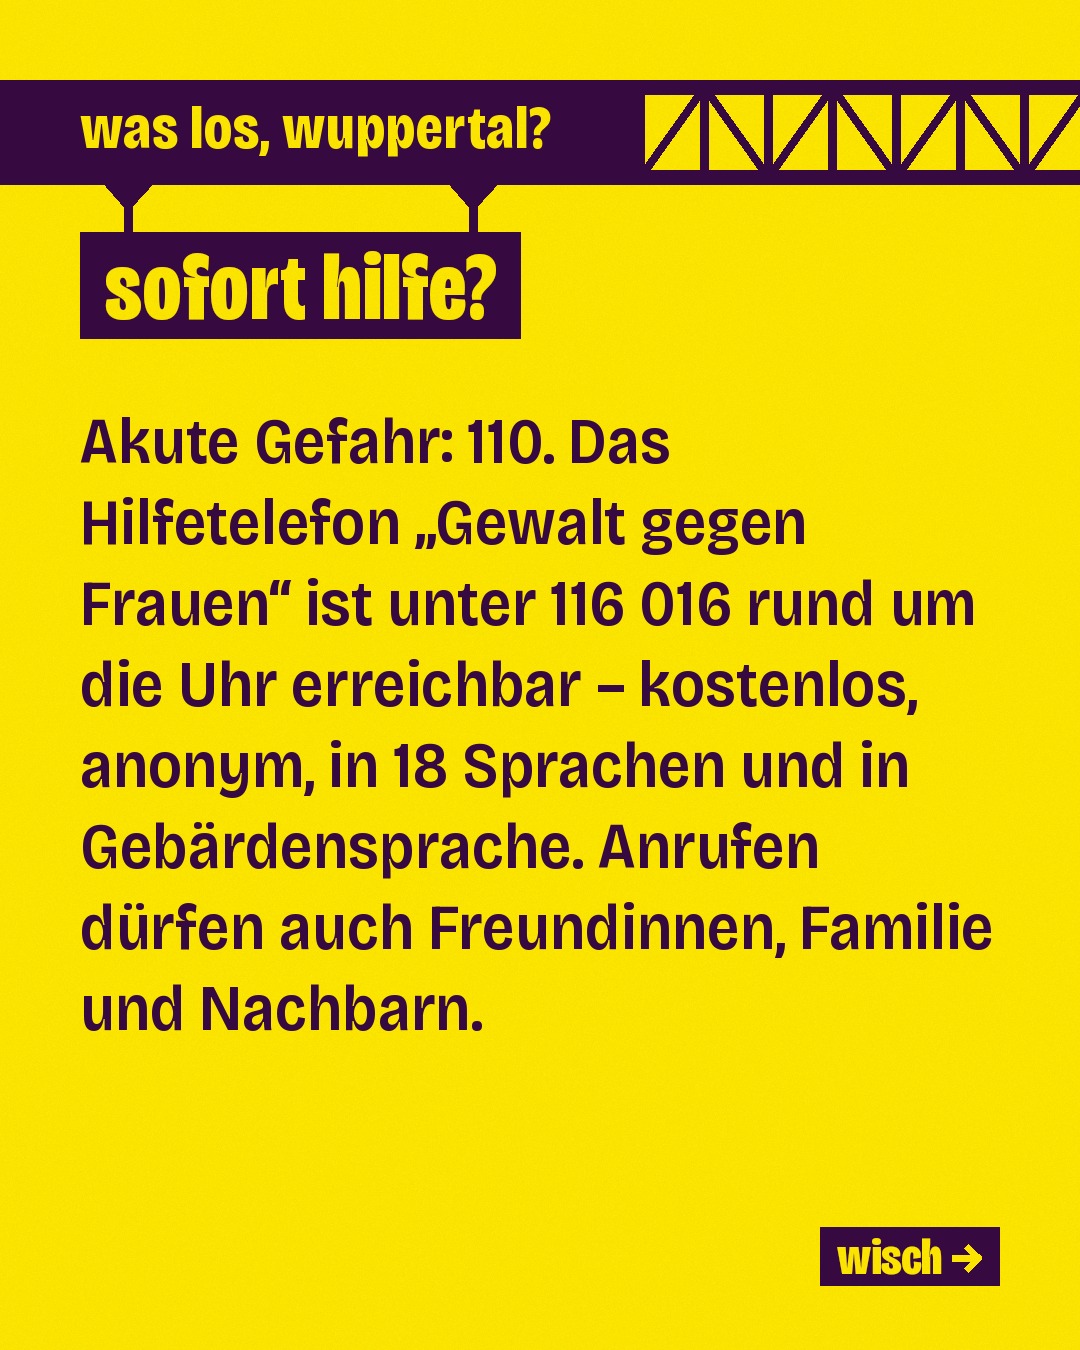 was los, wuppertal?
sofort hilfe?
Akute Gefahr: 110. Das
Hilfetelefon „Gewalt gegen
Frauen“ ist unter 116 016 rund um
die Uhr erreichbar – kostenlos,
anonym, in 18 Sprachen und in
Gebärdensprache. Anrufen
dürfen auch Freundinnen, Familie
und Nachbarn.
wisch →